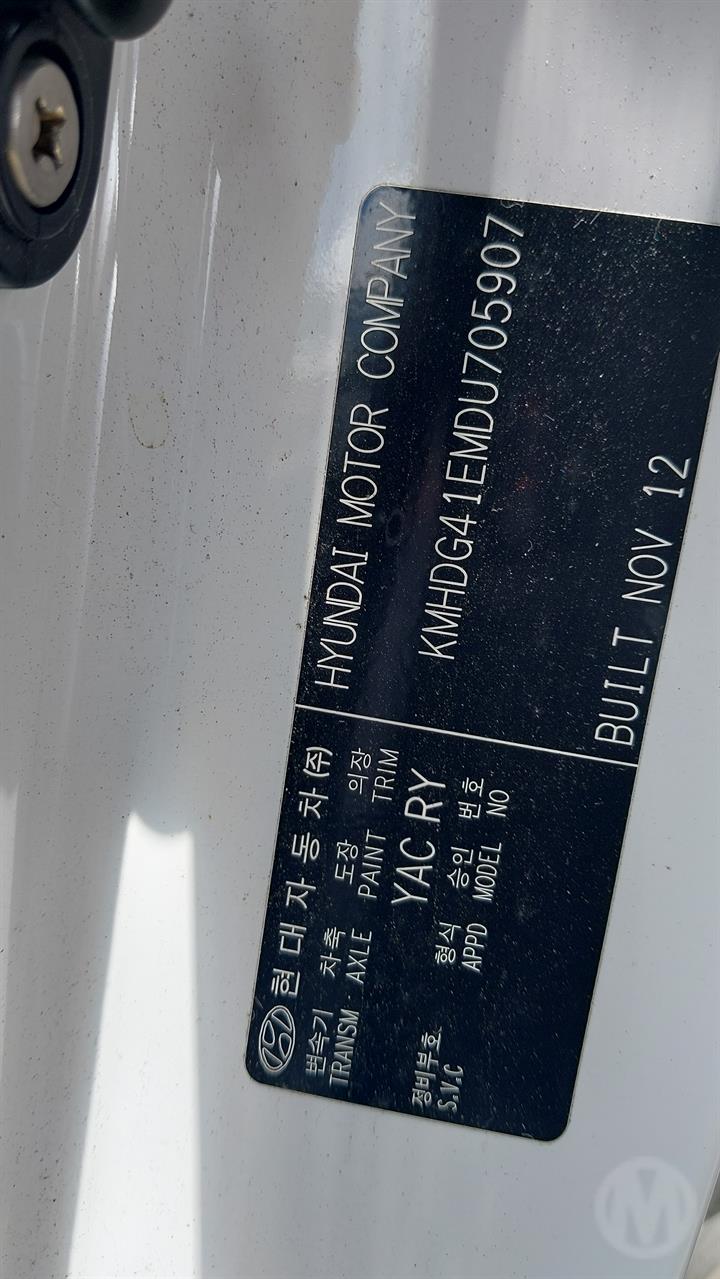 현대자동차(주)
변속기 차축 도장 의장
TRANSM AXLE PAINT TRIM
YAC RY
정비부호 형식 승인 번호
S.V.C APPD MODEL NO
HYUNDAI MOTOR COMPANY
KMHDG41EMDU705907
BUILT NOV 12
M